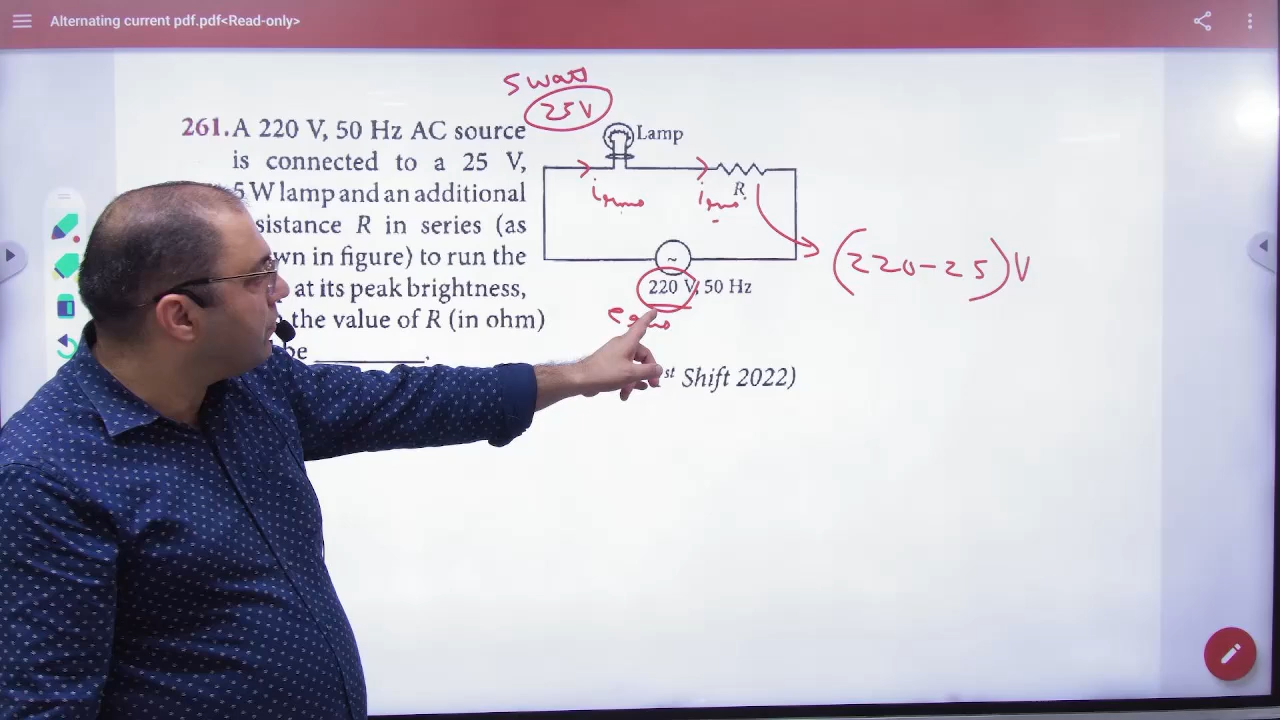 Alternating current pdf.pdf<Read-only>
5 watt
25V
261. A 220 V, 50 Hz AC source
is connected to a 25 V,
5 W lamp and an additional
sistance R in series (as
wn in figure) to run the
at its peak brightness,
the value of R (in ohm)
be ________.
st Shift 2022)
Lamp
R
irms
irms
220 V, 50 Hz
erms
(220-25)V